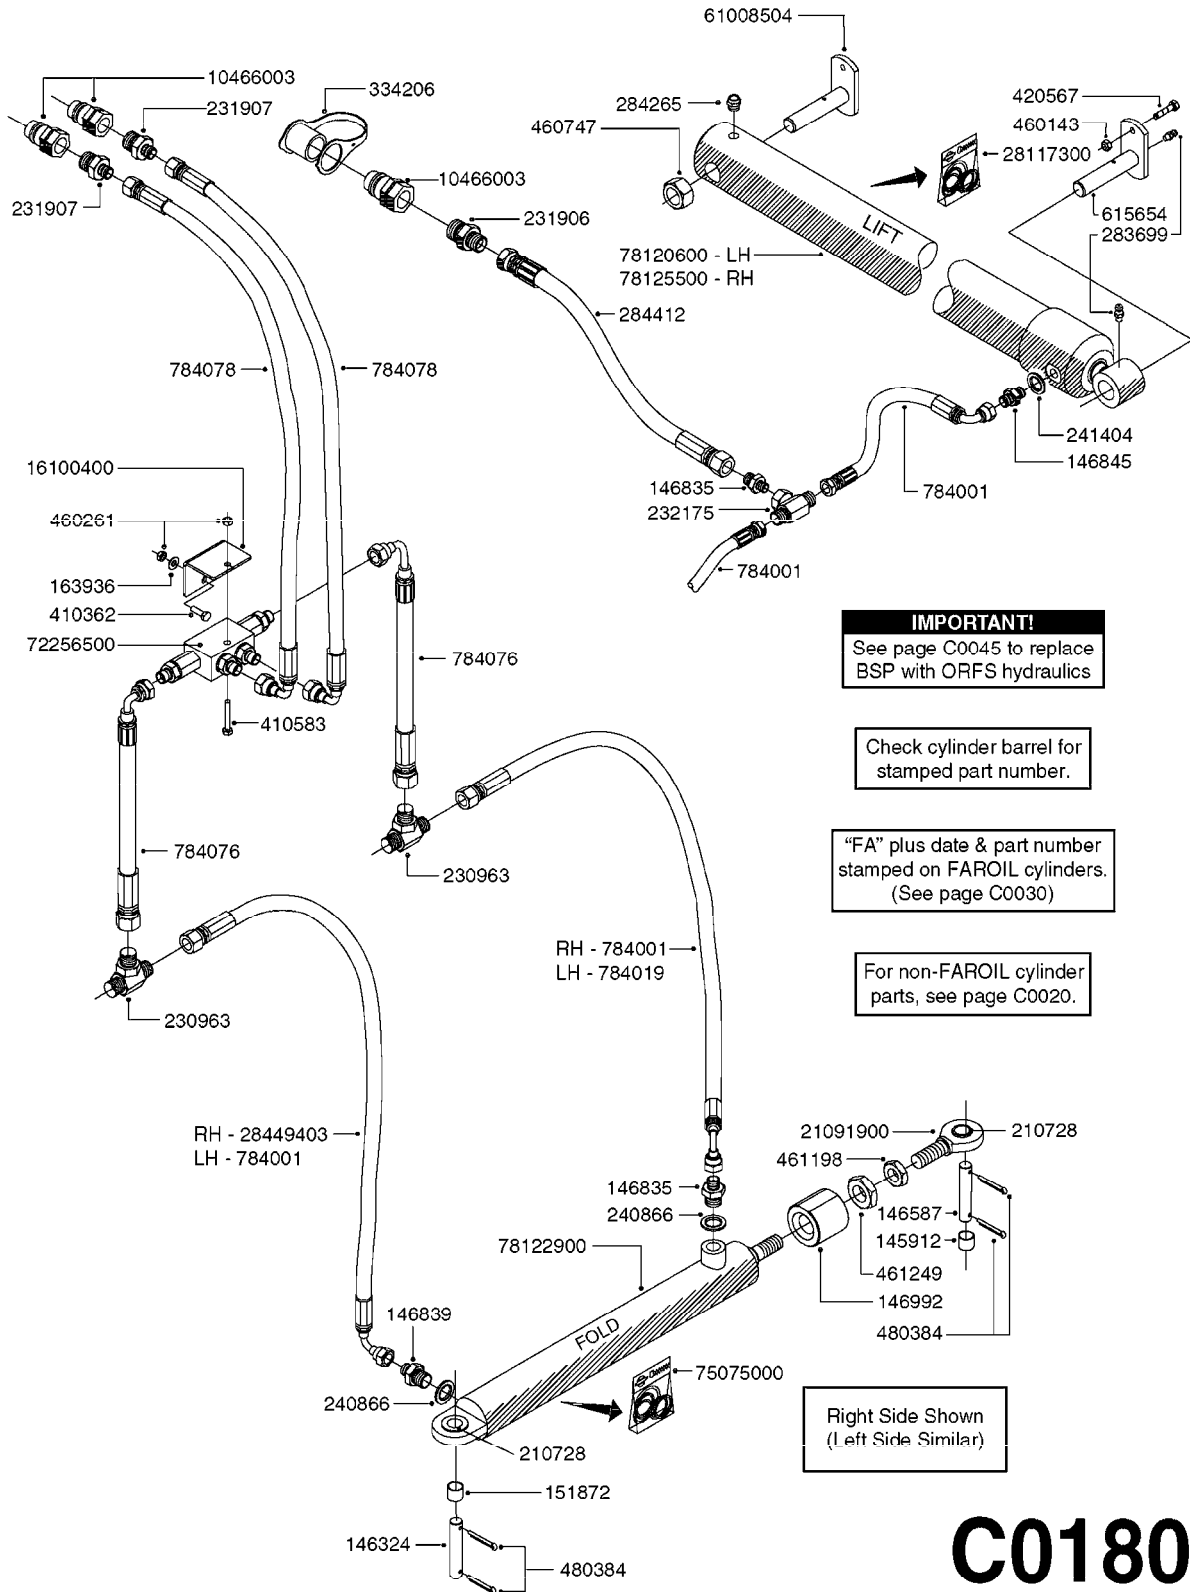 61008504
10466003
334206
231907
284265
420567
460747
460143
28117300
10466003
231907
231906
615654
283699
LIFT
78120600 - LH
78125500 - RH
284412
784078
784078
241404
146845
16100400
146835
784001
232175
460261
784001
163936
410362
72256500
784076
410583
IMPORTANT!
See page C0045 to replace
BSP with ORFS hydraulics
Check cylinder barrel for
stamped part number.
784076
230963
"FA" plus date & part number
stamped on FAROIL cylinders.
(See page C0030)
RH - 784001
LH - 784019
For non-FAROIL cylinder
parts, see page C0020.
230963
RH - 28449403
LH - 784001
21091900
210728
461198
146835
240866
146587
145912
78122900
461249
146992
480384
146839
FOLD
75075000
240866
210728
Right Side Shown
(Left Side Similar)
151872
146324
480384
C0180